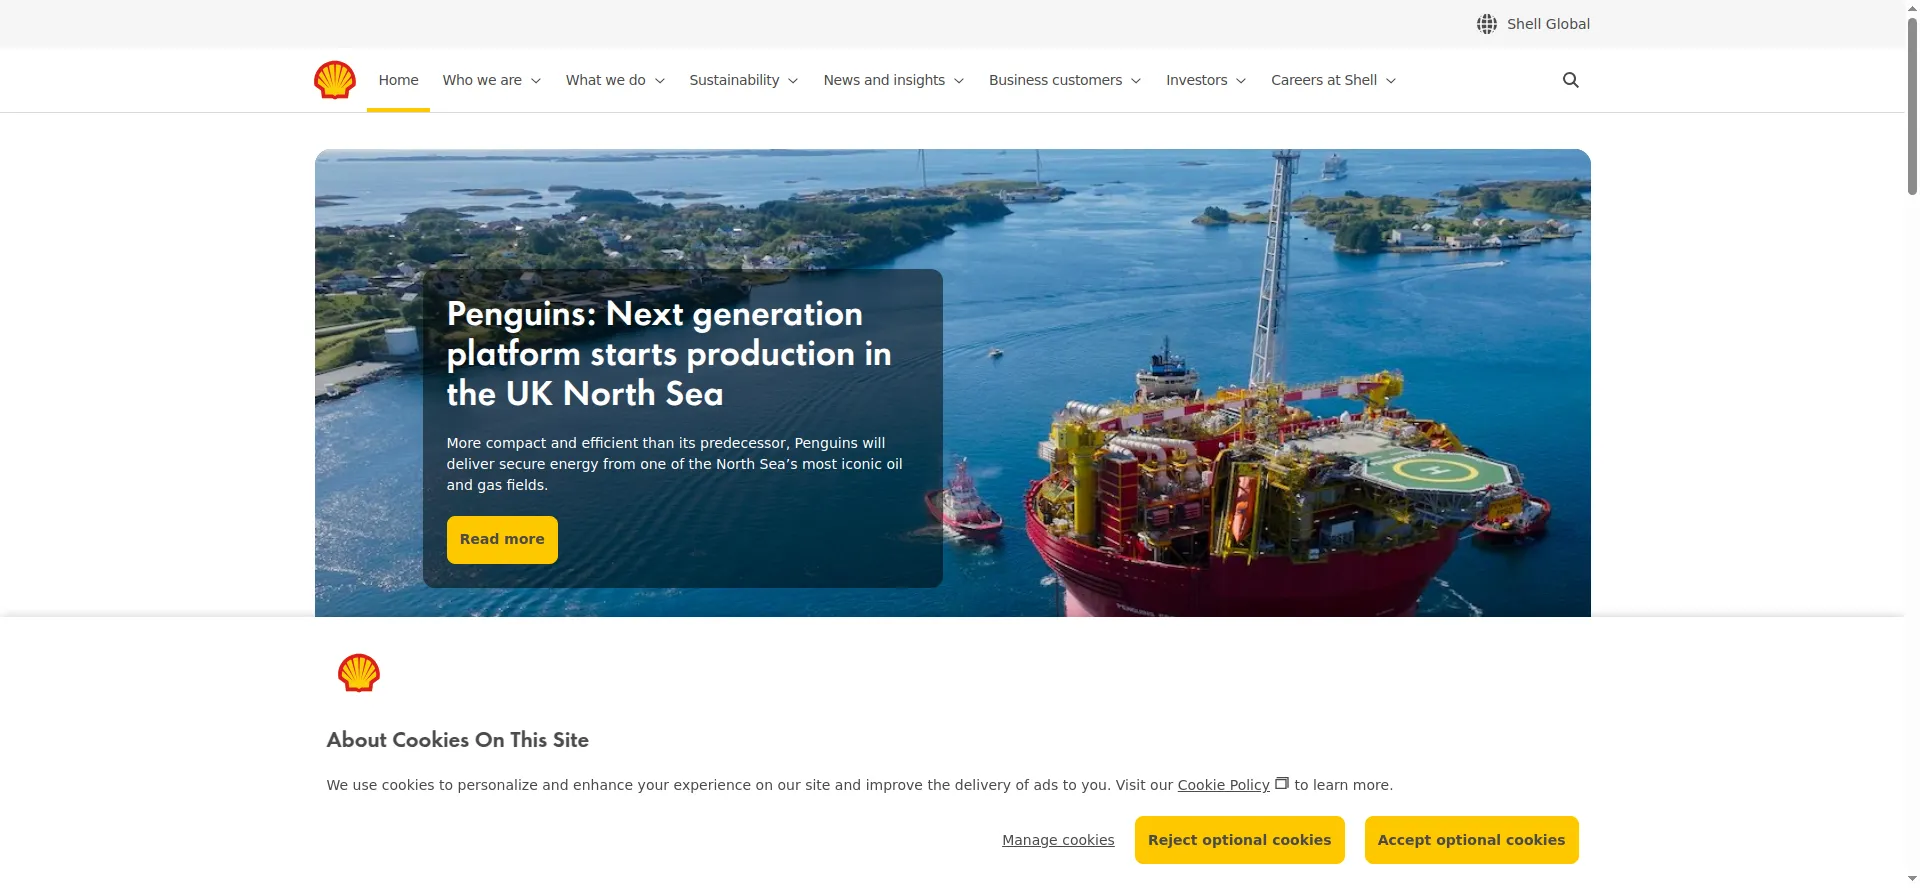 Shell Global
Home
Who we are
What we do
Sustainability
News and insights
Business customers
Investors
Careers at Shell
Penguins: Next generation
platform starts production in
the UK North Sea
More compact and efficient than its predecessor, Penguins will
deliver secure energy from one of the North Sea’s most iconic oil
and gas fields.
Read more
H
About Cookies On This Site
We use cookies to personalize and enhance your experience on our site and improve the delivery of ads to you. Visit our Cookie Policy to learn more.
Manage cookies
Reject optional cookies
Accept optional cookies